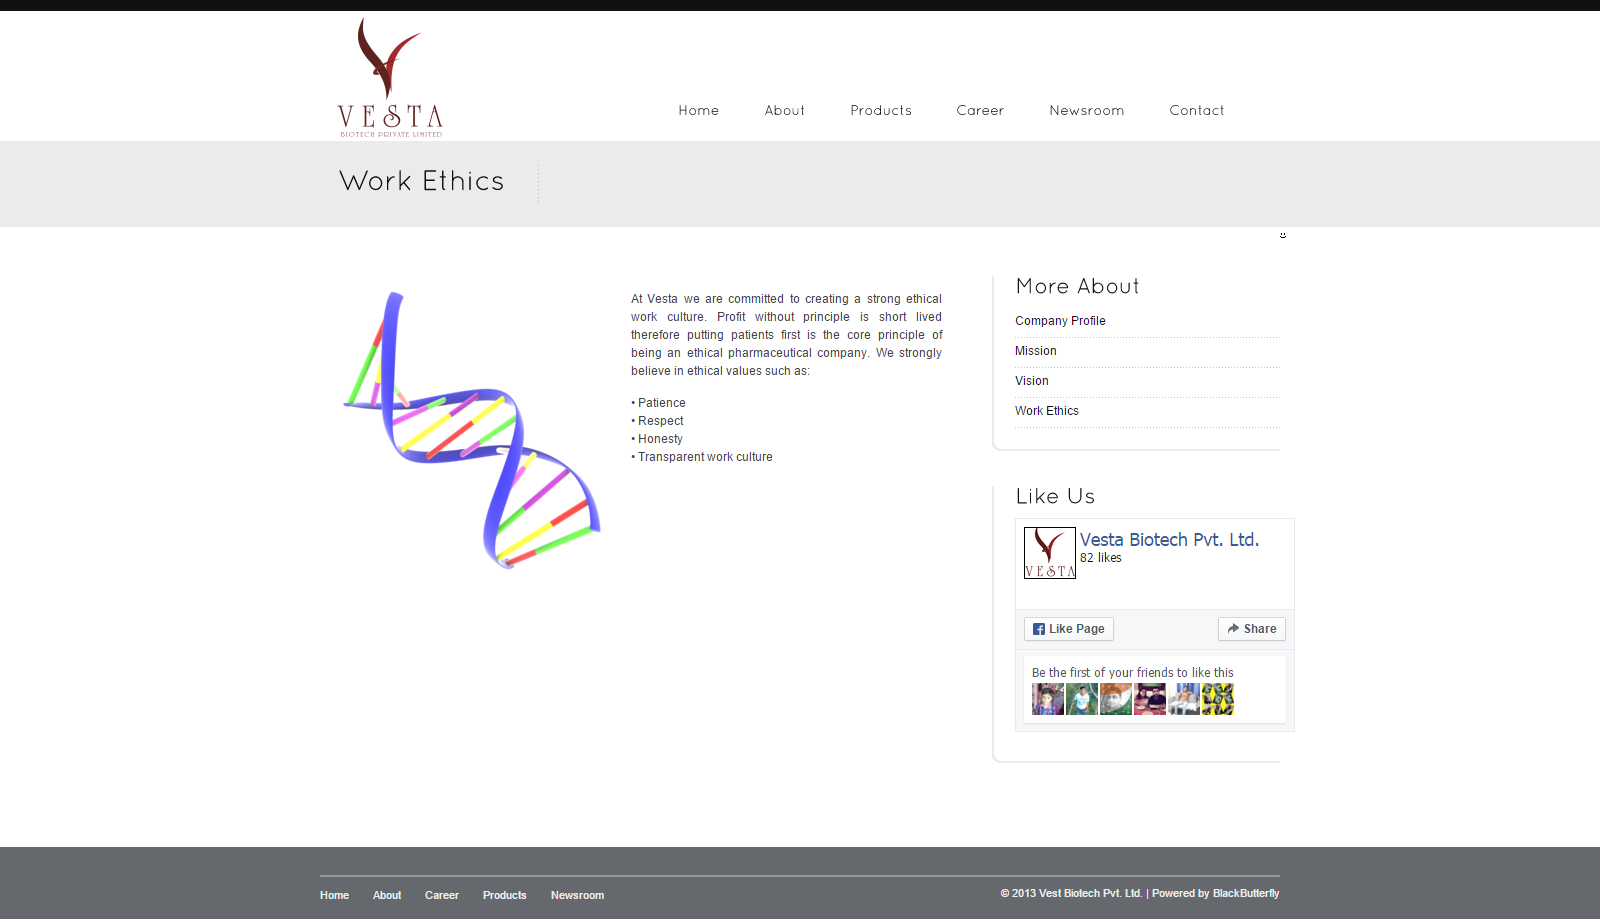 VESTA
BIOTECH PRIVATE LIMITED
Home
About
Products
Career
Newsroom
Contact
Work Ethics
At Vesta we are committed to creating a strong ethical
work culture. Profit without principle is short lived
therefore putting patients first is the core principle of
being an ethical pharmaceutical company. We strongly
believe in ethical values such as:
• Patience
• Respect
• Honesty
• Transparent work culture
More About
Company Profile
Mission
Vision
Work Ethics
Like Us
VESTA
Vesta Biotech Pvt. Ltd.
82 likes
Like Page
Share
Be the first of your friends to like this
Home
About
Career
Products
Newsroom
© 2013 Vest Biotech Pvt. Ltd. | Powered by BlackButterfly